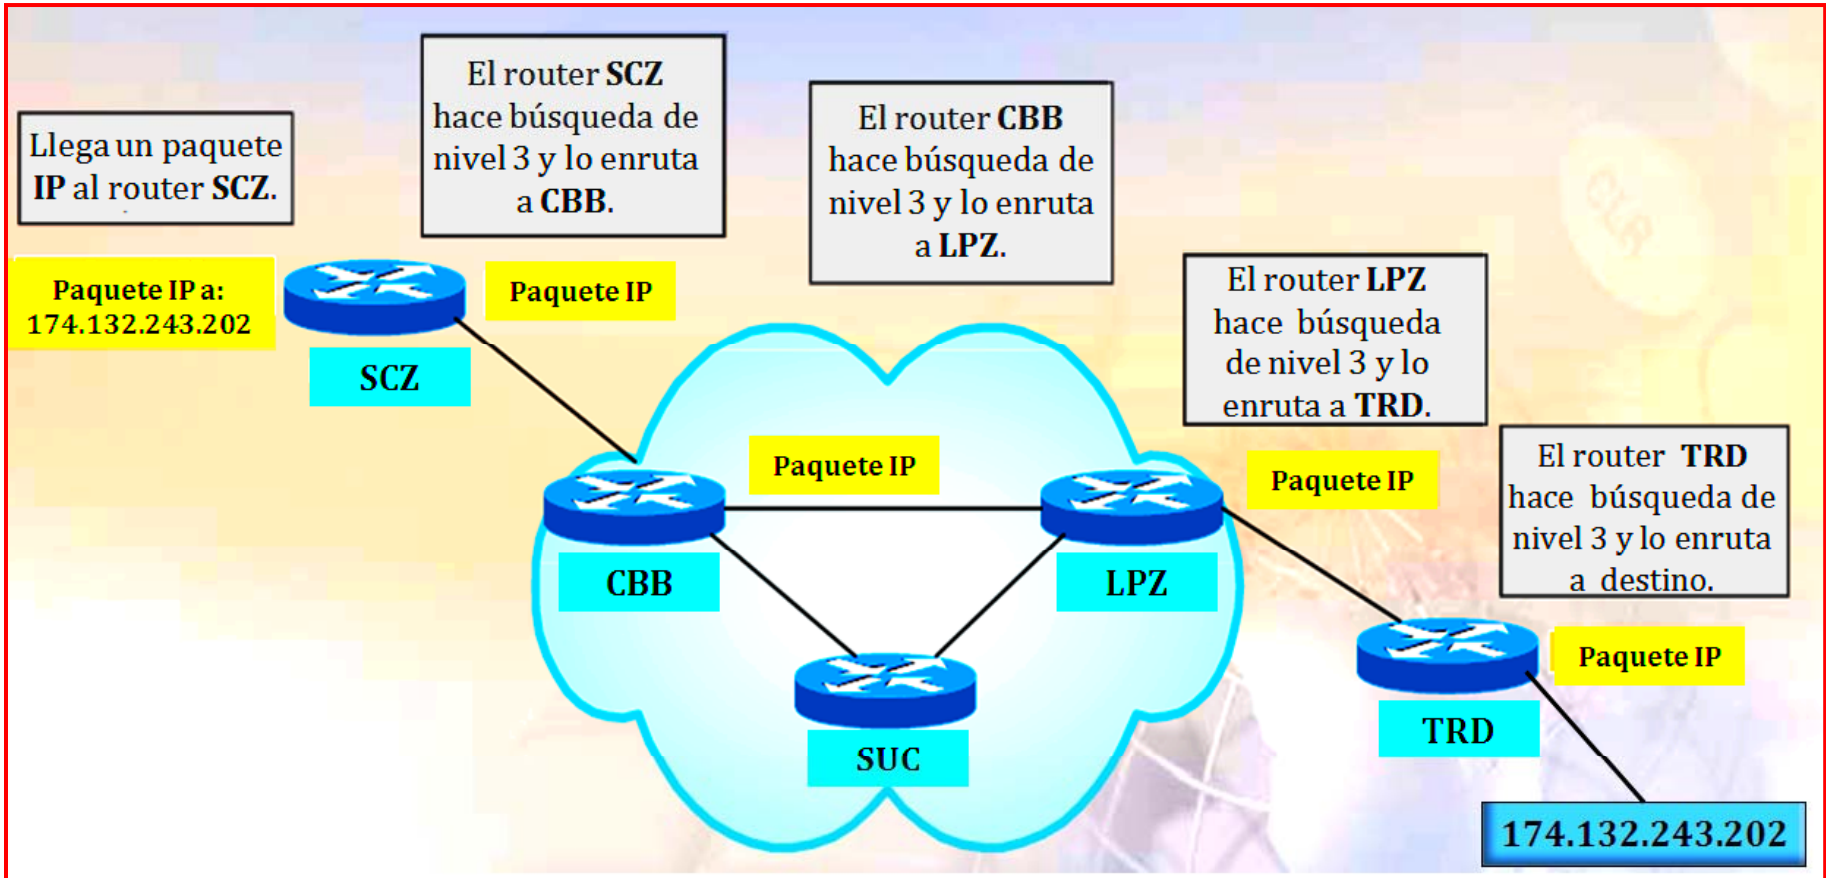 Llega un paquete
IP al router SCZ.
El router SCZ
hace búsqueda de
nivel 3 y lo enruta
a CBB.
El router CBB
hace búsqueda de
nivel 3 y lo enruta
a LPZ.
El router LPZ
hace búsqueda
de nivel 3 y lo
enruta a TRD.
El router TRD
hace búsqueda de
nivel 3 y lo enruta
a destino.
Paquete IP a:
174.132.243.202
Paquete IP
SCZ
Paquete IP
Paquete IP
CBB
LPZ
Paquete IP
SUC
TRD
174.132.243.202
CLR